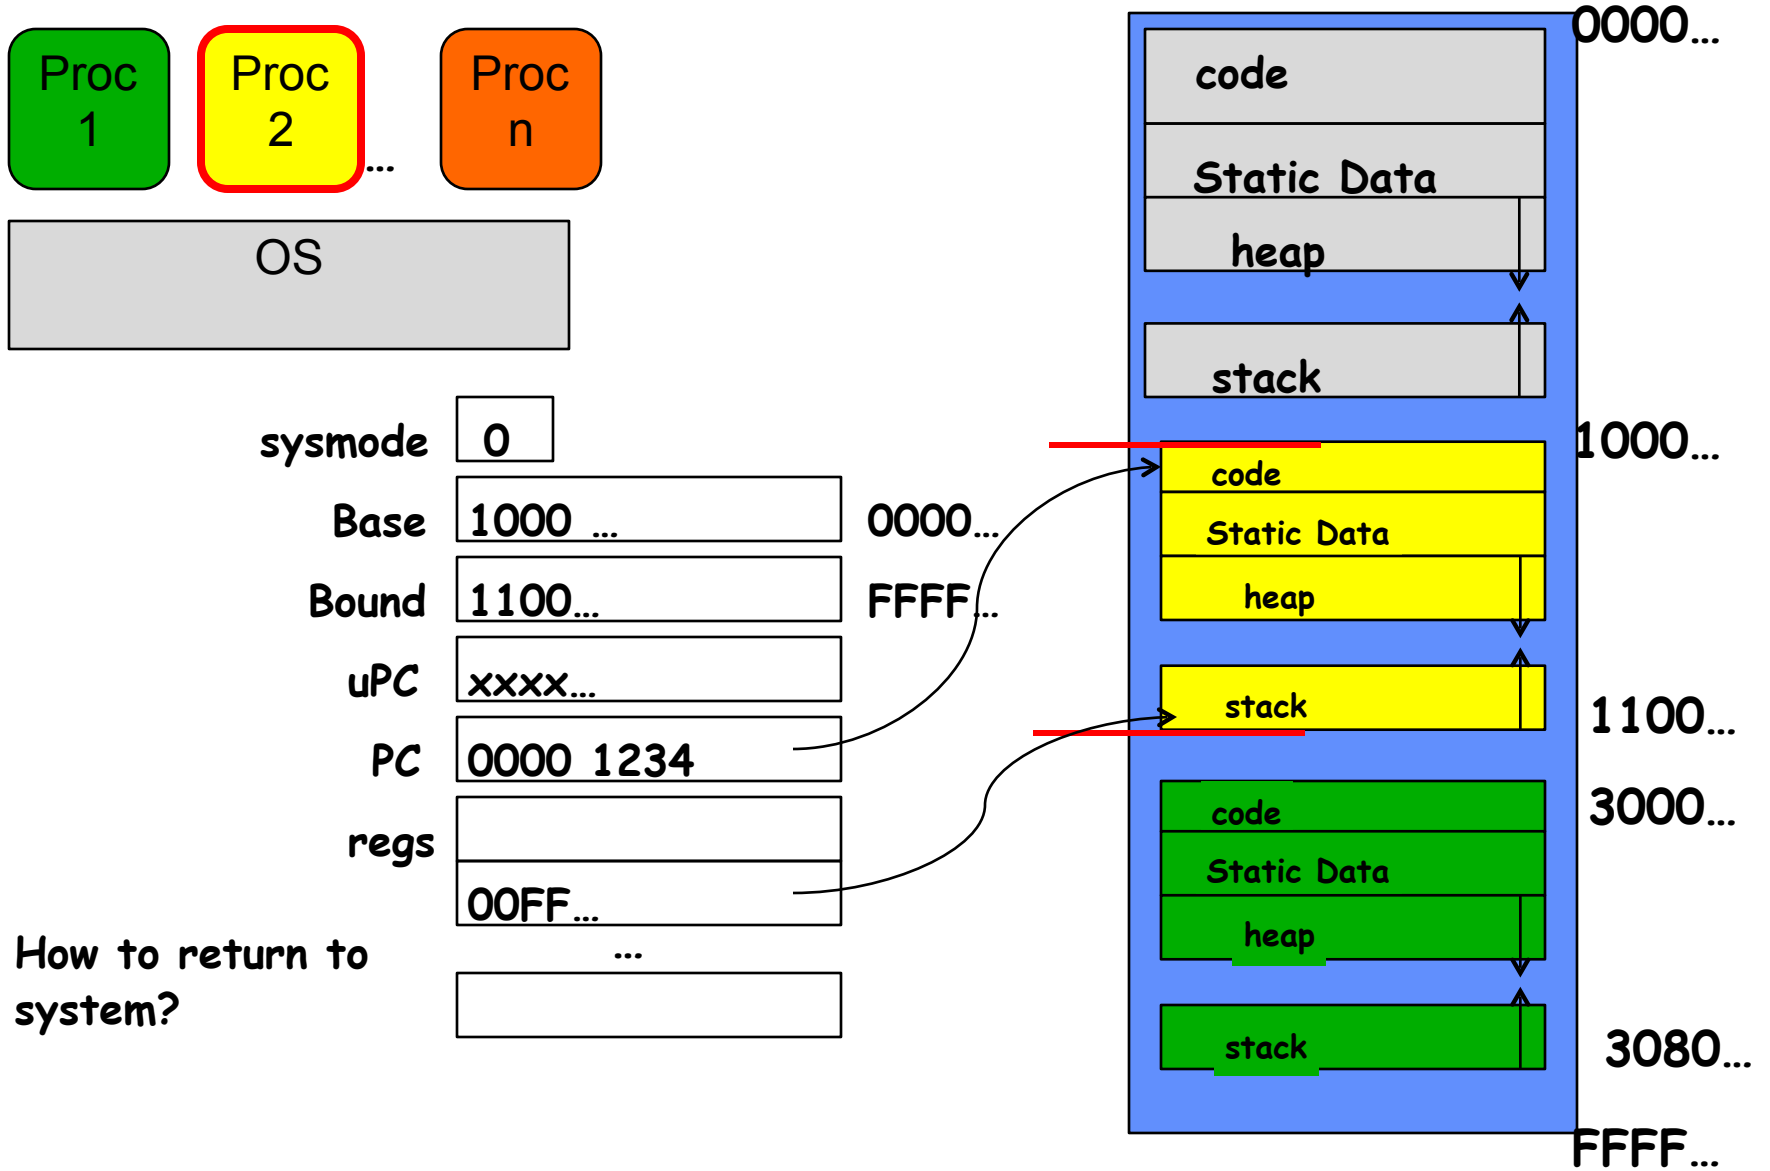 Proc
1
Proc
2
...
Proc
n
OS
sysmode 0
Base 1000 ... 0000...
Bound 1100... FFFF...
uPC xxxx...
PC 0000 1234
regs
00FF...
...
How to return to
system?
0000...
code
Static Data
heap
stack
1000...
code
Static Data
heap
stack
1100...
3000...
code
Static Data
heap
stack
3080...
FFFF...